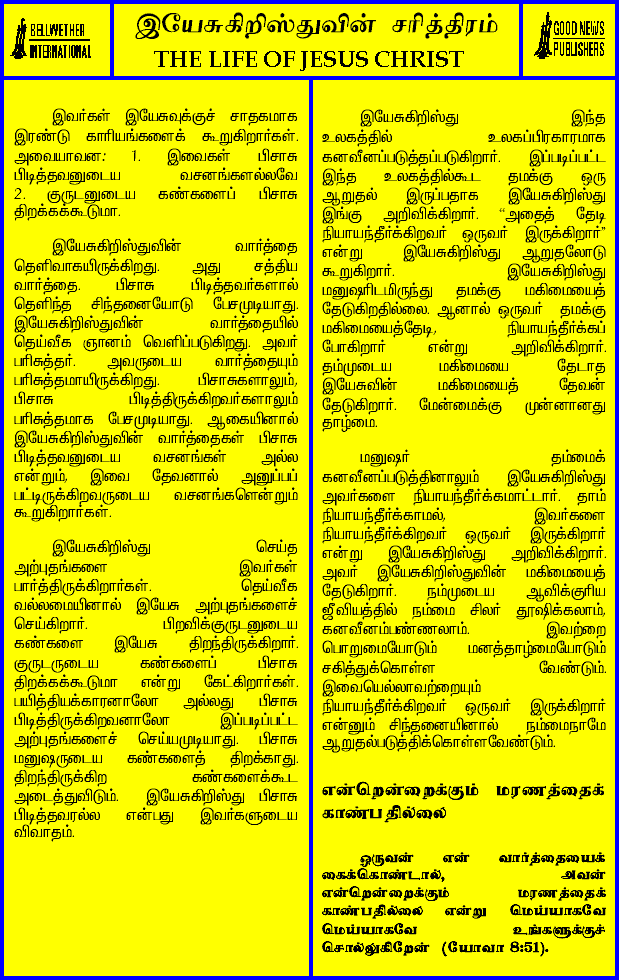 BELLWETHER
INTERNATIONAL
இயேசுகிறிஸ்துவின் சரித்திரம்
THE LIFE OF JESUS CHRIST
GOOD NEWS
PUBLISHERS
இவர்கள் இயேசுவுக்குச் சாதகமாக
இரண்டு காரியங்களைக் கூறுகிறார்கள்.
அவையாவன: 1. இவைகள் பிசாசு
பிடித்தவனுடைய வசனங்களல்லவே
2. குருடனுடைய கண்களைப் பிசாசு
திறக்கக்கூடுமா.
இயேசுகிறிஸ்துவின் வார்த்தை
தெளிவாகயிருக்கிறது. அது சத்திய
வார்த்தை. பிசாசு பிடித்தவர்களால்
தெளிந்த சிந்தனையோடு பேசமுடியாது.
இயேசுகிறிஸ்துவின் வார்த்தையில்
தெய்வீக ஞானம் வெளிப்படுகிறது. அவர்
பரிசுத்தர். அவருடைய வார்த்தையும்
பரிசுத்தமாயிருக்கிறது. பிசாசுகளாலும்,
பிசாசு பிடித்திருக்கிறவர்களாலும்
பரிசுத்தமாக பேசமுடியாது. ஆகையினால்
இயேசுகிறிஸ்துவின் வார்த்தைகள் பிசாசு
பிடித்தவனுடைய வசனங்கள் அல்ல
என்றும், இவை தேவனால் அனுப்பப்
பட்டிருக்கிறவருடைய வசனங்களென்றும்
கூறுகிறார்கள்.
இயேசுகிறிஸ்து செய்த
அற்புதங்களை இவர்கள்
பார்த்திருக்கிறார்கள். தெய்வீக
வல்லமையினால் இயேசு அற்புதங்களைச்
செய்கிறார். பிறவிக்குருடனுடைய
கண்களை இயேசு திறந்திருக்கிறார்.
குருடருடைய கண்களைப் பிசாசு
திறக்கக்கூடுமா என்று கேட்கிறார்கள்.
பயித்தியக்காரனாலோ அல்லது பிசாசு
பிடித்திருக்கிறவனாலோ இப்படிப்பட்ட
அற்புதங்களைச் செய்யமுடியாது. பிசாசு
மனுஷருடைய கண்களைத் திறக்காது.
திறந்திருக்கிற கண்களைக்கூட
அடைத்துவிடும். இயேசுகிறிஸ்து பிசாசு
பிடித்தவரல்ல என்பது இவர்களுடைய
விவாதம்.
இயேசுகிறிஸ்து இந்த
உலகத்தில் உலகப்பிரகாரமாக
கனவீனப்படுத்தப்படுகிறார். இப்படிப்பட்ட
இந்த உலகத்தில்கூட தமக்கு ஒரு
ஆறுதல் இருப்பதாக இயேசுகிறிஸ்து
இங்கு அறிவிக்கிறார். “அதைத் தேடி
நியாயந்தீர்க்கிறவர் ஒருவர் இருக்கிறார்”
என்று இயேசுகிறிஸ்து ஆறுதலோடு
கூறுகிறார். இயேசுகிறிஸ்து
மனுஷரிடமிருந்து தமக்கு மகிமையைத்
தேடுகிறதில்லை. ஆனால் ஒருவர் தமக்கு
மகிமையைத்தேடி, நியாயந்தீர்க்கப்
போகிறார் என்று அறிவிக்கிறார்.
தம்முடைய மகிமையை தேடாத
இயேசுவின் மகிமையைத் தேவன்
தேடுகிறார். மேன்மைக்கு முன்னானது
தாழ்மை.
மனுஷர் தம்மைக்
கனவீனப்படுத்தினாலும் இயேசுகிறிஸ்து
அவர்களை நியாயந்தீர்க்கமாட்டார். தாம்
நியாயந்தீர்க்காமல், இவர்களை
நியாயந்தீர்க்கிறவர் ஒருவர் இருக்கிறார்
என்று இயேசுகிறிஸ்து அறிவிக்கிறார்.
அவர் இயேசுகிறிஸ்துவின் மகிமையைத்
தேடுகிறார். நம்முடைய ஆவிக்குரிய
ஜீவியத்தில் நம்மை சிலர் தூஷிக்கலாம்,
கனவீனம்பண்ணலாம். இவற்றை
பொறுமையோடும் மனத்தாழ்மையோடும்
சகித்துக்கொள்ள வேண்டும்.
இவையெல்லாவற்றையும்
நியாயந்தீர்க்கிறவர் ஒருவர் இருக்கிறார்
என்னும் சிந்தனையினால் நம்மைநாமே
ஆறுதல்படுத்திக்கொள்ளவேண்டும்.
என்றென்றைக்கும் மரணத்தைக்
காண்பதில்லை
ஒருவன் என் வார்த்தையைக்
கைக்கொண்டால், அவன்
என்றென்றைக்கும் மரணத்தைக்
காண்பதில்லை என்று மெய்யாகவே
மெய்யாகவே உங்களுக்குச்
சொல்லுகிறேன் (யோவா 8:51).